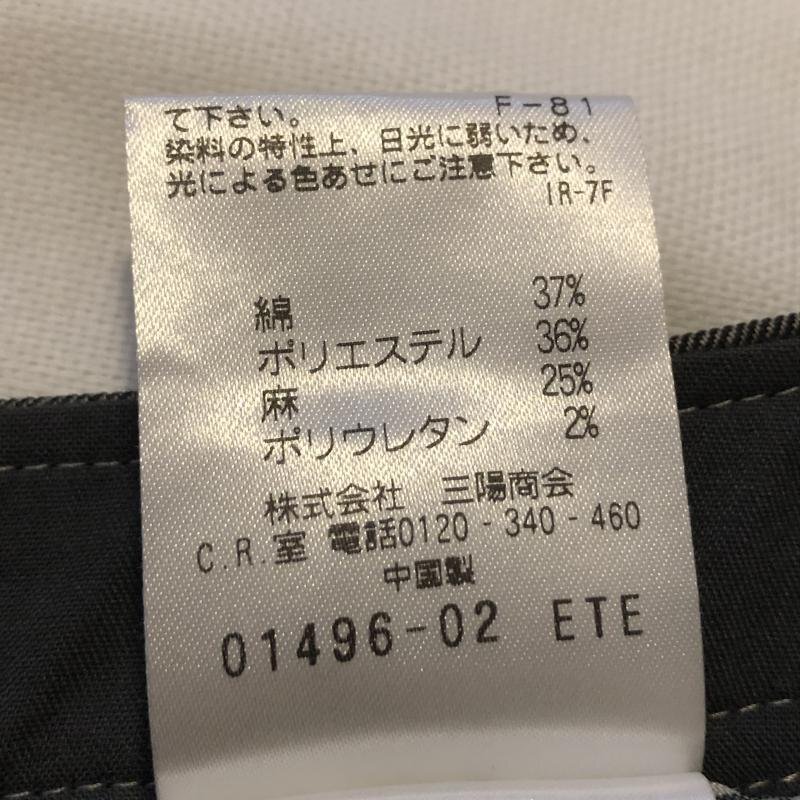 て下さい。 F-81
染料の特性上、日光に弱いため、
光による色あせにご注意下さい。
IR-7F
綿 37%
ポリエステル 36%
麻 25%
ポリウレタン 2%
株式会社 三陽商会
C.R.室 電話0120-340-460
中国製
01496-02 ETE